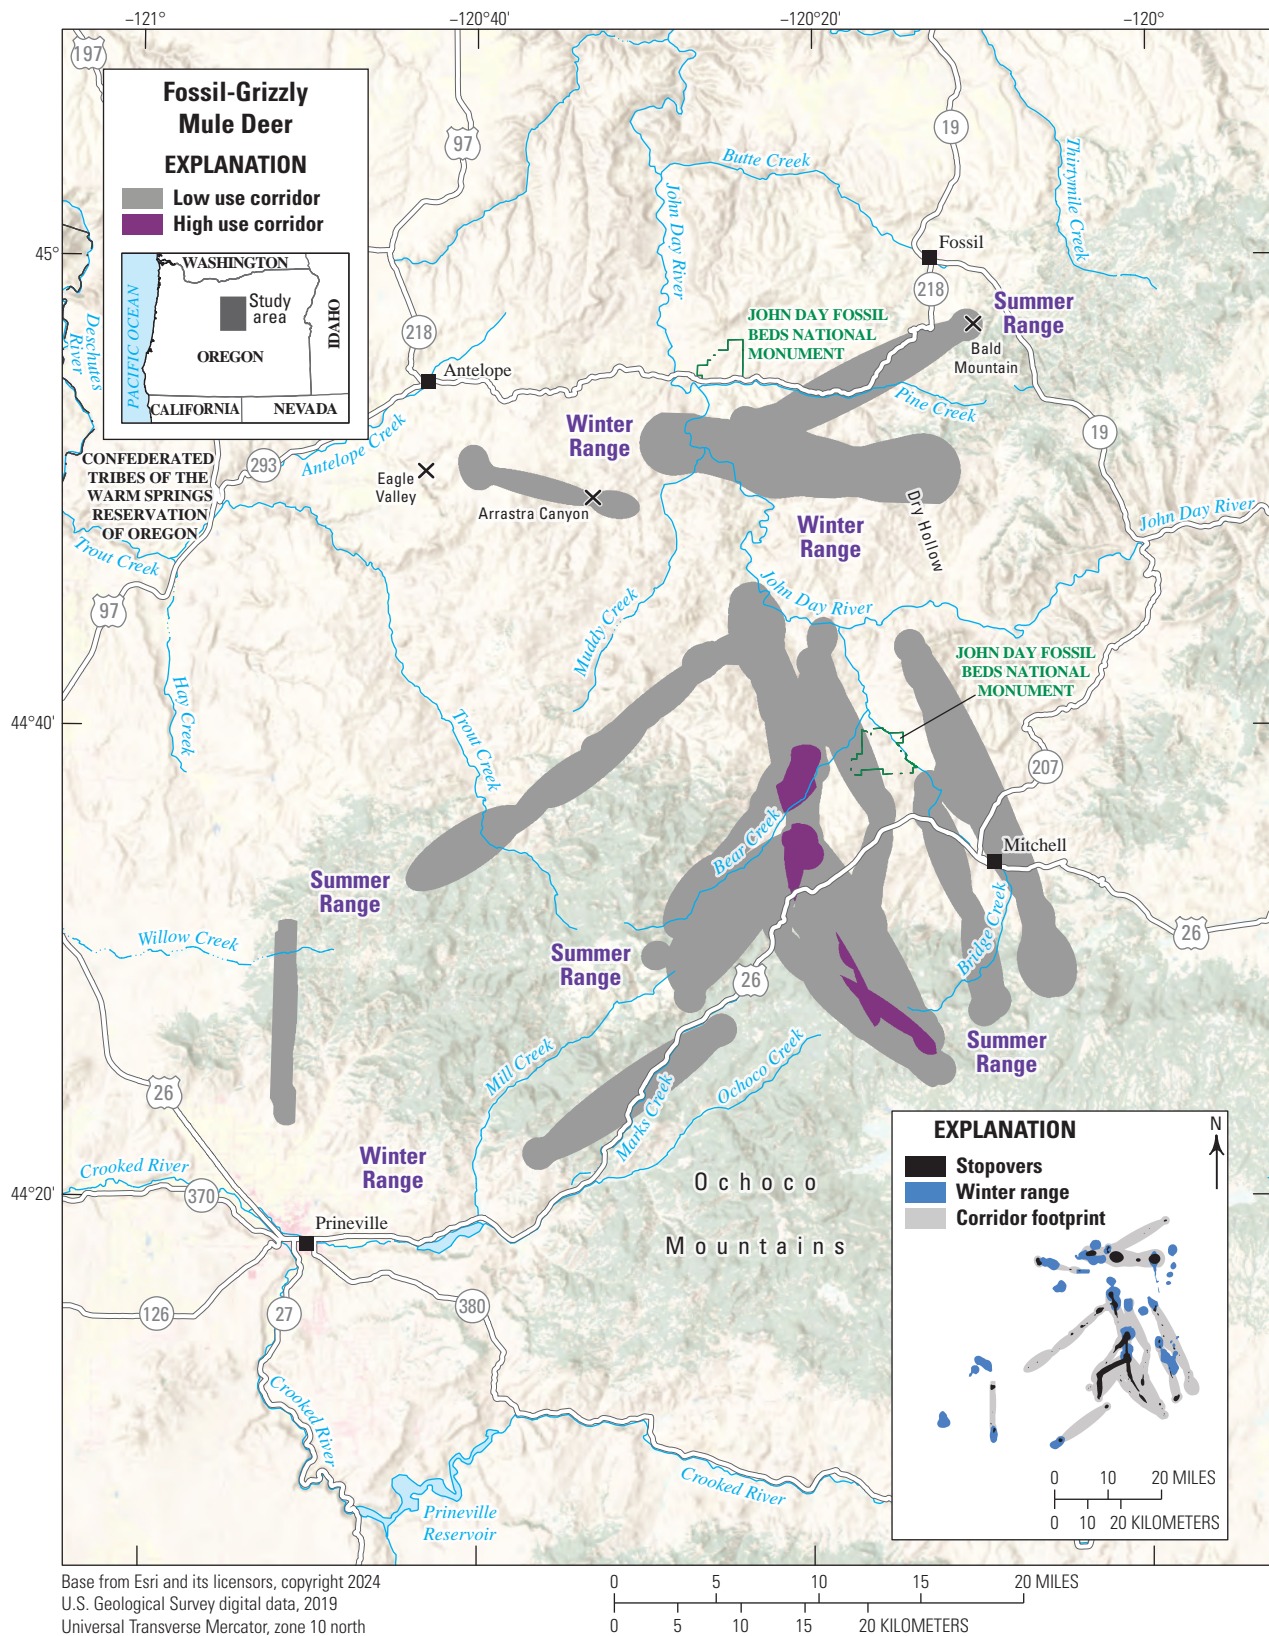 −121°
−120°40'
−120°20'
−120°
197
Fossil-Grizzly
Mule Deer
EXPLANATION
Low use corridor
High use corridor
WASHINGTON
PACIFIC OCEAN
Study
area
IDAHO
OREGON
CALIFORNIA
NEVADA
97
19
Butte Creek
Thirtymile Creek
John Day River
45°
Fossil
218
Summer
Range
JOHN DAY FOSSIL
BEDS NATIONAL
MONUMENT
Deschutes
River
218
Bald
Mountain
Antelope
Pine Creek
Winter
Range
19
Antelope Creek
293
CONFEDERATED
TRIBES OF THE
WARM SPRINGS
RESERVATION
OF OREGON
Eagle
Valley
Arrastra Canyon
Dry Hollow
John Day River
Winter
Range
Trout Creek
97
John Day River
Muddy Creek
JOHN DAY FOSSIL
BEDS NATIONAL
MONUMENT
Hay Creek
44°40'
Trout Creek
207
Bear Creek
Mitchell
Summer
Range
Willow Creek
Bridge Creek
26
Summer
Range
26
Summer
Range
Mill Creek
Ochoco Creek
Marks Creek
26
Winter
Range
Crooked River
370
44°20'
Ochoco
Mountains
Prineville
126
27
380
Crooked River
Crooked River
Prineville
Reservoir
EXPLANATION
N
Stopovers
Winter range
Corridor footprint
0 10 20 MILES
0 10 20 KILOMETERS
Base from Esri and its licensors, copyright 2024
U.S. Geological Survey digital data, 2019
Universal Transverse Mercator, zone 10 north
0 5 10 15 20 MILES
0 5 10 15 20 KILOMETERS